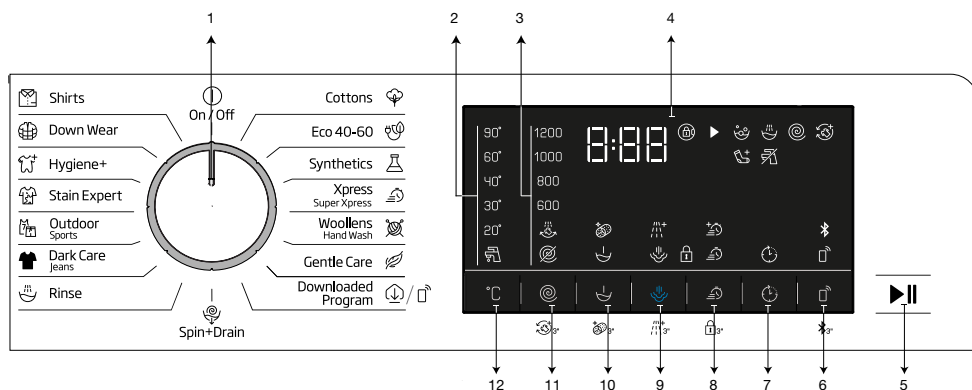 1
2
3
4
On / Off
Shirts
Down Wear
Hygiene+
Stain Expert
Outdoor
Sports
Dark Care
Jeans
Rinse
Spin+Drain
Cottons
Eco 40-60
Synthetics
Xpress
Super Xpress
Woollens
Hand Wash
Gentle Care
Downloaded
Program
90° 1200 8:88
60° 1000
40° 800
30° 600
20°
°C
3" 3" 3" 3" 3"
12 11 10 9 8 7 6 5